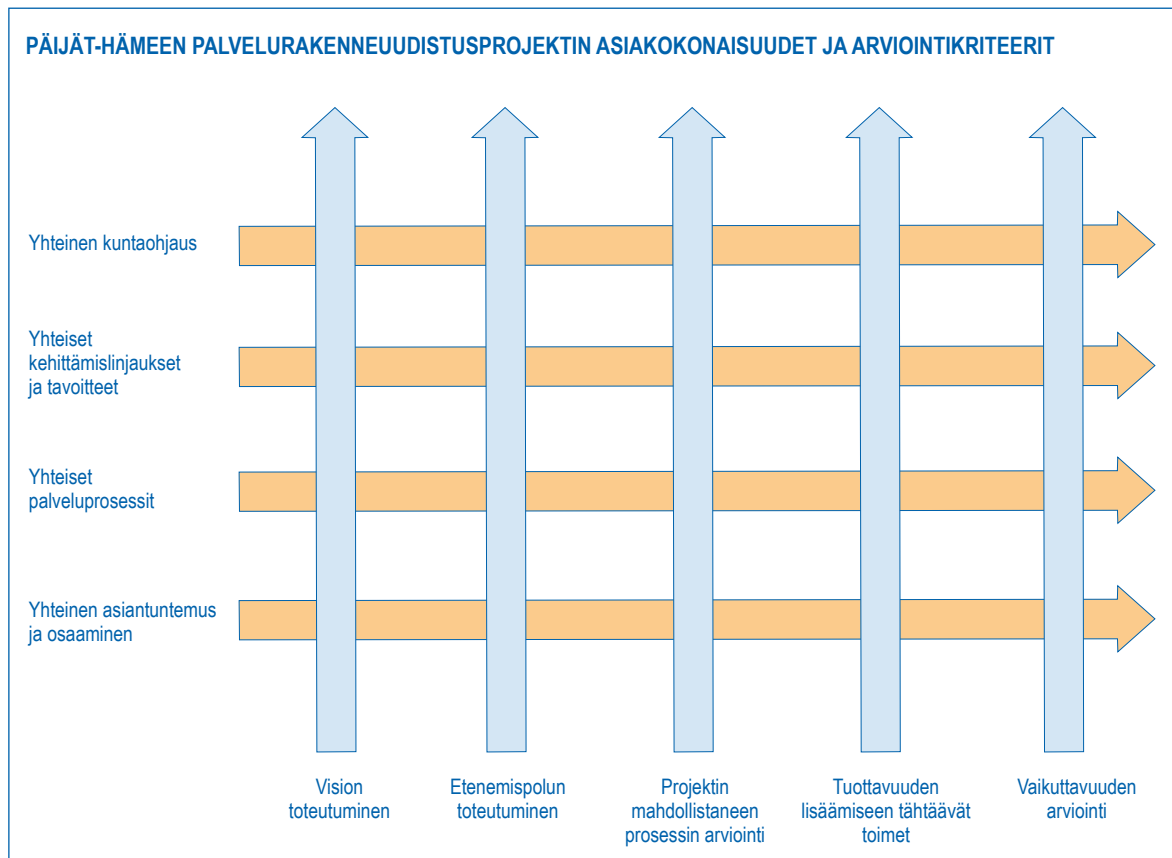 PÄIJÄT-HÄMEEN PALVELURAKENNEUUDISTUSPROJEKTIN ASIAKOKONAISUUDET JA ARVIOINTIKRITEERIT
Yhteinen kuntaohjaus
Yhteiset
kehittämislinjaukset
ja tavoitteet
Yhteiset
palveluprosessit
Yhteinen asiantuntemus
ja osaaminen
Vision
toteutuminen
Etenemispolun
toteutuminen
Projektin
mahdollistaneen
prosessin arviointi
Tuottavuuden
lisäämiseen tähtäävät
toimet
Vaikuttavuuden
arviointi